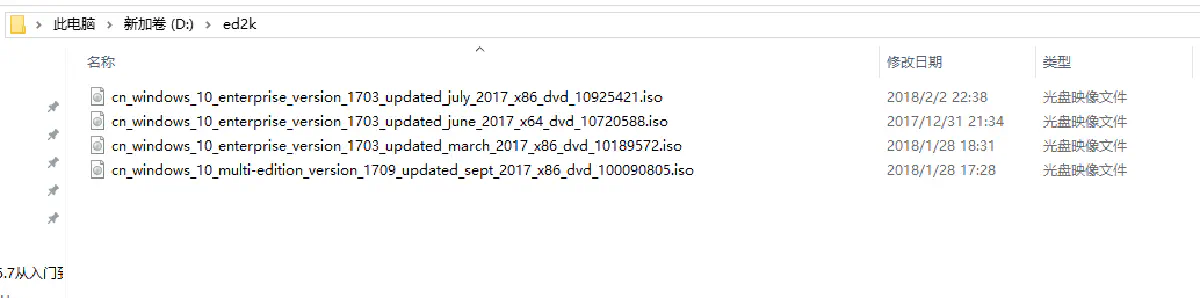 此电脑 > 新加卷 (D:) > ed2k
名称 修改日期 类型
cn_windows_10_enterprise_version_1703_updated_july_2017_x86_dvd_10925421.iso 2018/2/2 22:38 光盘映像文件
cn_windows_10_enterprise_version_1703_updated_june_2017_x64_dvd_10720588.iso 2017/12/31 21:34 光盘映像文件
cn_windows_10_enterprise_version_1703_updated_march_2017_x86_dvd_10189572.iso 2018/1/28 18:31 光盘映像文件
cn_windows_10_multi-edition_version_1709_updated_sept_2017_x86_dvd_100090805.iso 2018/1/28 17:28 光盘映像文件
5.7从入门到